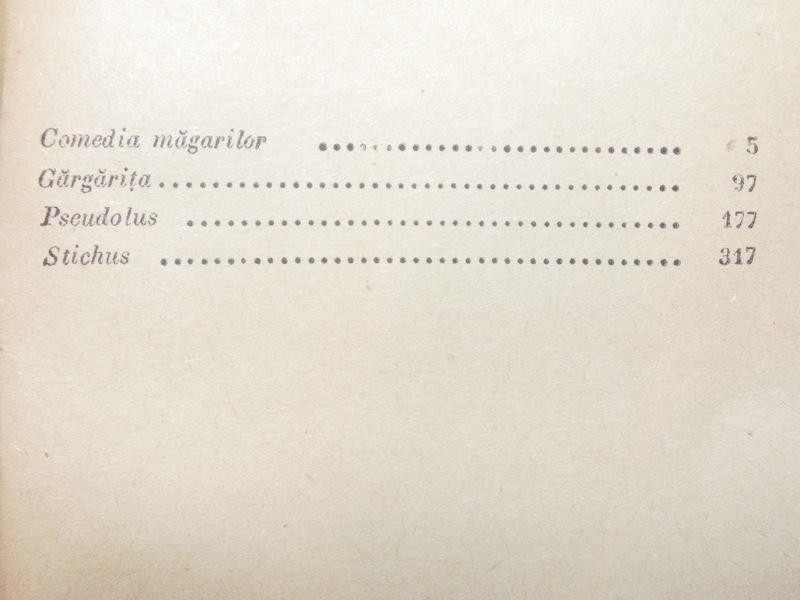 Comedia măgarilor ........................... 5
Gărgărița ....................................... 97
Pseudolus ...................................... 177
Stichus ........................................ 317